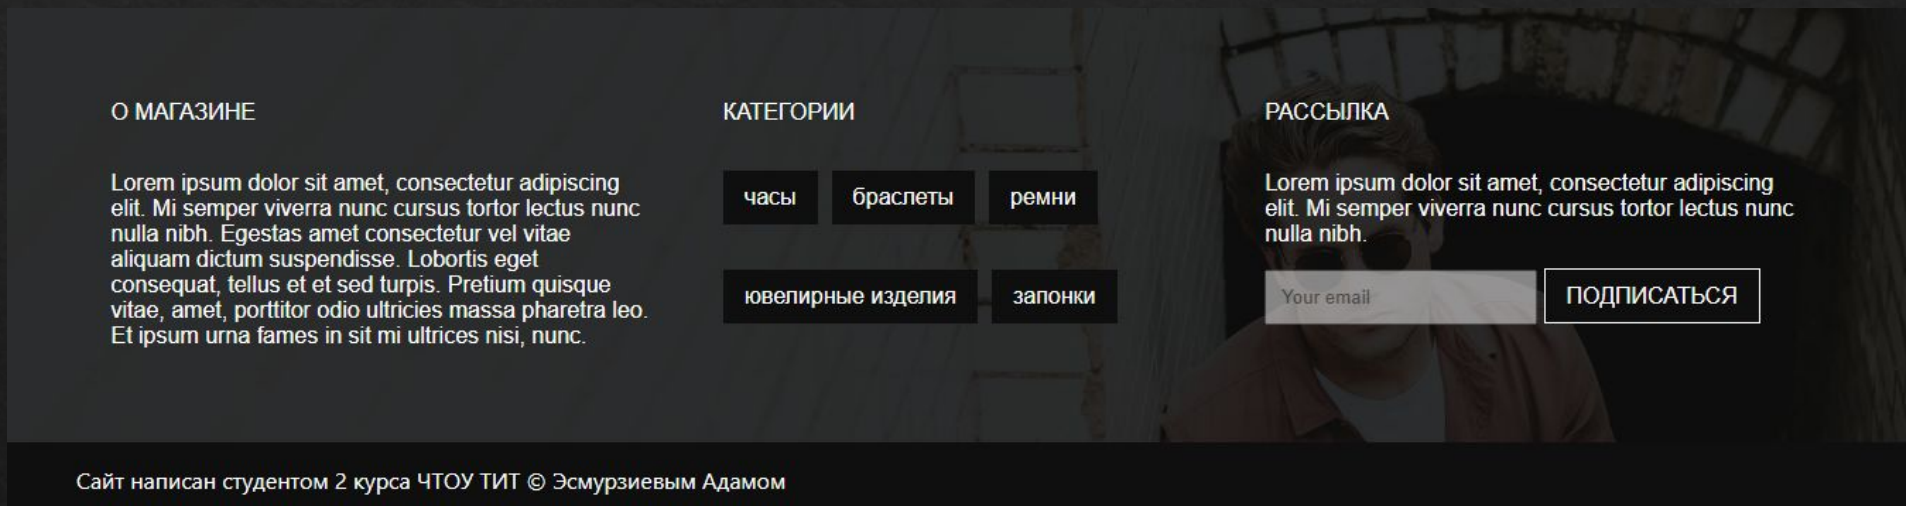 О МАГАЗИНЕ
Lorem ipsum dolor sit amet, consectetur adipiscing
elit. Mi semper viverra nunc cursus tortor lectus nunc
nulla nibh. Egestas amet consectetur vel vitae
aliquam dictum suspendisse. Lobortis eget
consequat, tellus et et sed turpis. Pretium quisque
vitae, amet, porttitor odio ultricies massa pharetra leo.
Et ipsum urna fames in sit mi ultrices nisi, nunc.
КАТЕГОРИИ
часы браслеты ремни
ювелирные изделия запонки
РАССЫЛКА
Lorem ipsum dolor sit amet, consectetur adipiscing
elit. Mi semper viverra nunc cursus tortor lectus nunc
nulla nibh.
Your email ПОДПИСАТЬСЯ
Сайт написан студентом 2 курса ЧТОУ ТИТ © Эсмурзиевым Адамом